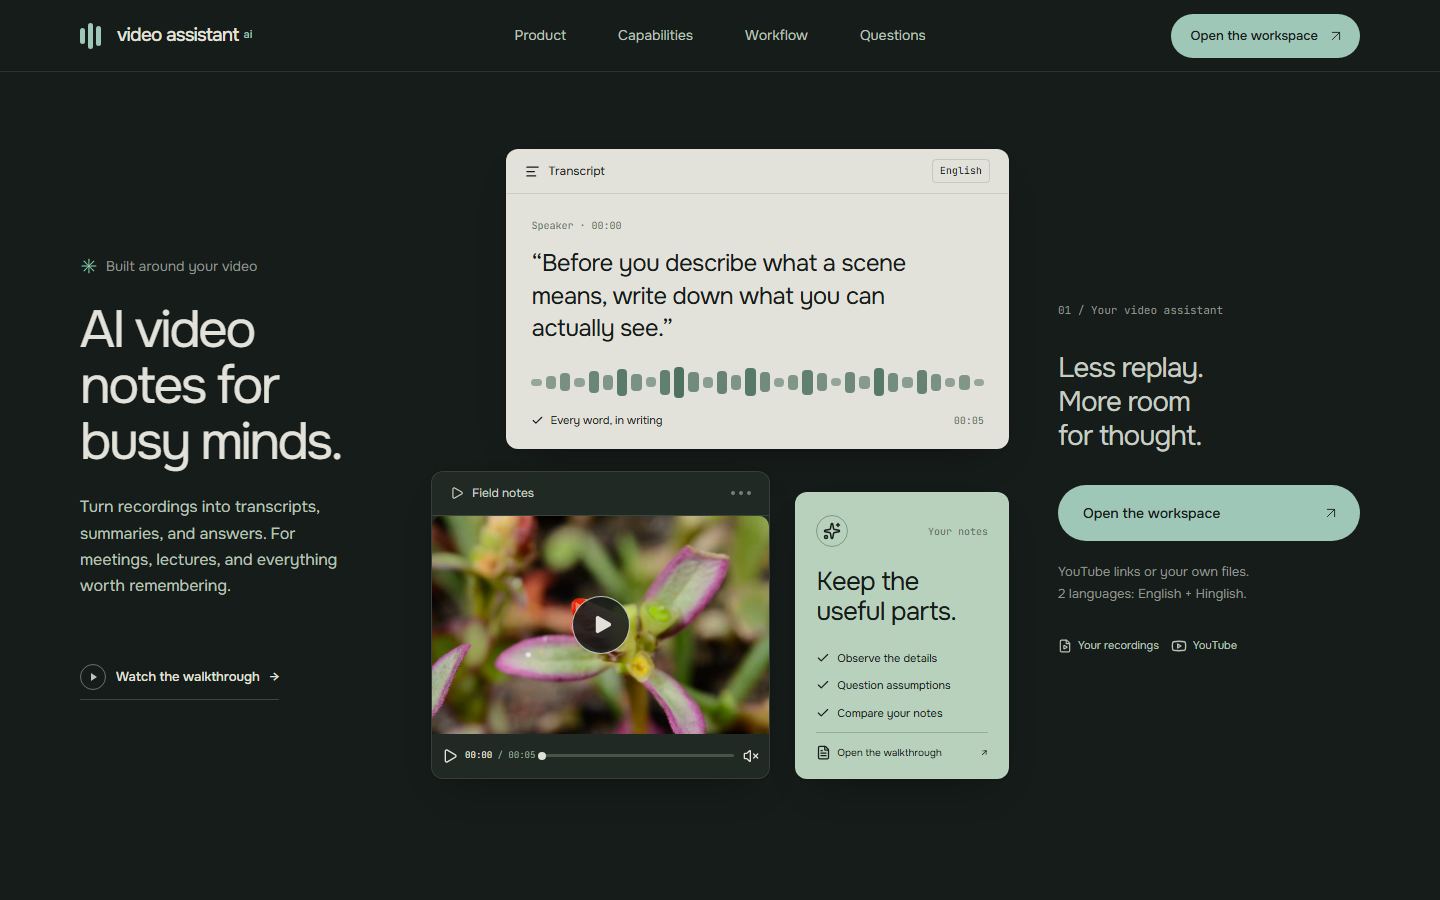 video assistant ai
Product
Capabilities
Workflow
Questions
Open the workspace
Built around your video
AI video
notes for
busy minds.
Turn recordings into transcripts,
summaries, and answers. For
meetings, lectures, and everything
worth remembering.
Watch the walkthrough
Transcript
English
Speaker · 00:00
“Before you describe what a scene
means, write down what you can
actually see.”
Every word, in writing
00:05
Field notes
00:00 / 00:05
Your notes
Keep the
useful parts.
Observe the details
Question assumptions
Compare your notes
Open the walkthrough
01 / Your video assistant
Less replay.
More room
for thought.
Open the workspace
YouTube links or your own files.
2 languages: English + Hinglish.
Your recordings
YouTube